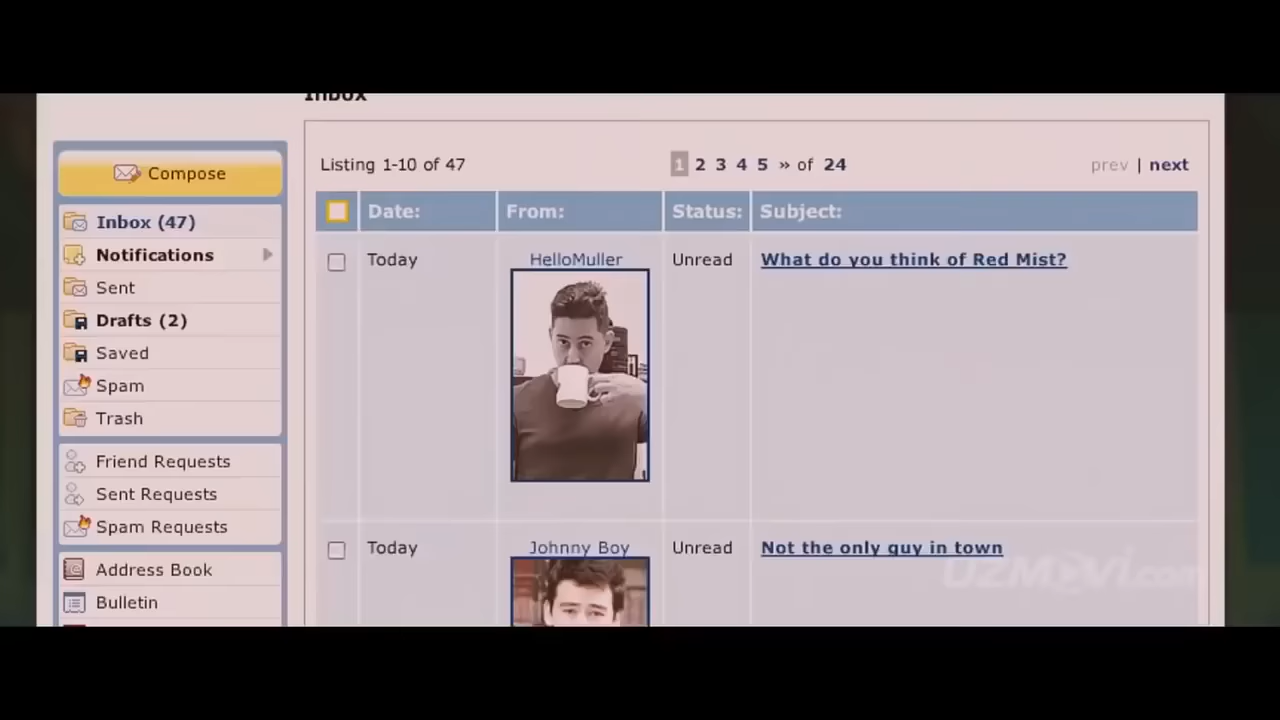 Inbox
Listing 1-10 of 47
1 2 3 4 5 » of 24
prev | next
Compose
Inbox (47)
Notifications
Sent
Drafts (2)
Saved
Spam
Trash
Friend Requests
Sent Requests
Spam Requests
Address Book
Bulletin
Date: From: Status: Subject:
Today HelloMuller Unread What do you think of Red Mist?
Today Johnny Boy Unread Not the only guy in town
UZMOVi.com